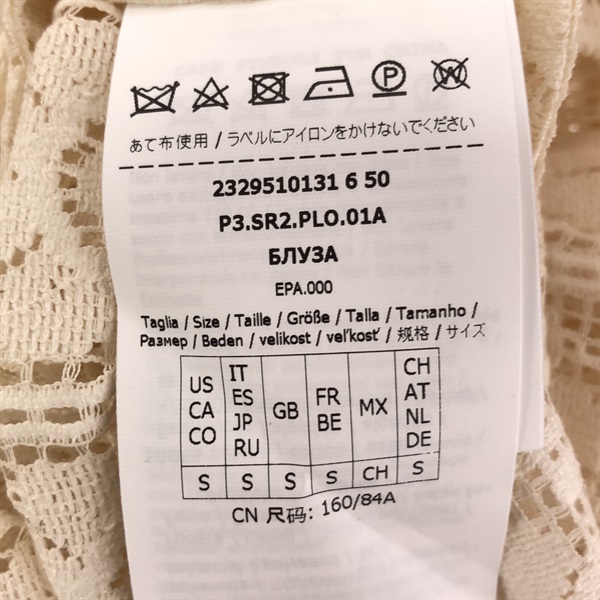 P
W
あて布使用 / ラベルにアイロンをかけないでください
2329510131 6 50
P3.SR2.PLO.01A
БЛУЗА
EPA.000
Taglia / Size / Taille / Größe / Talla / Tamanho /
Размер / Beden / velikost / veľkosť / 规格 / サイズ
US CA CO
IT ES JP RU
GB
FR BE
MX
CH AT NL DE
S S S S CH S
CN 尺码: 160/84A